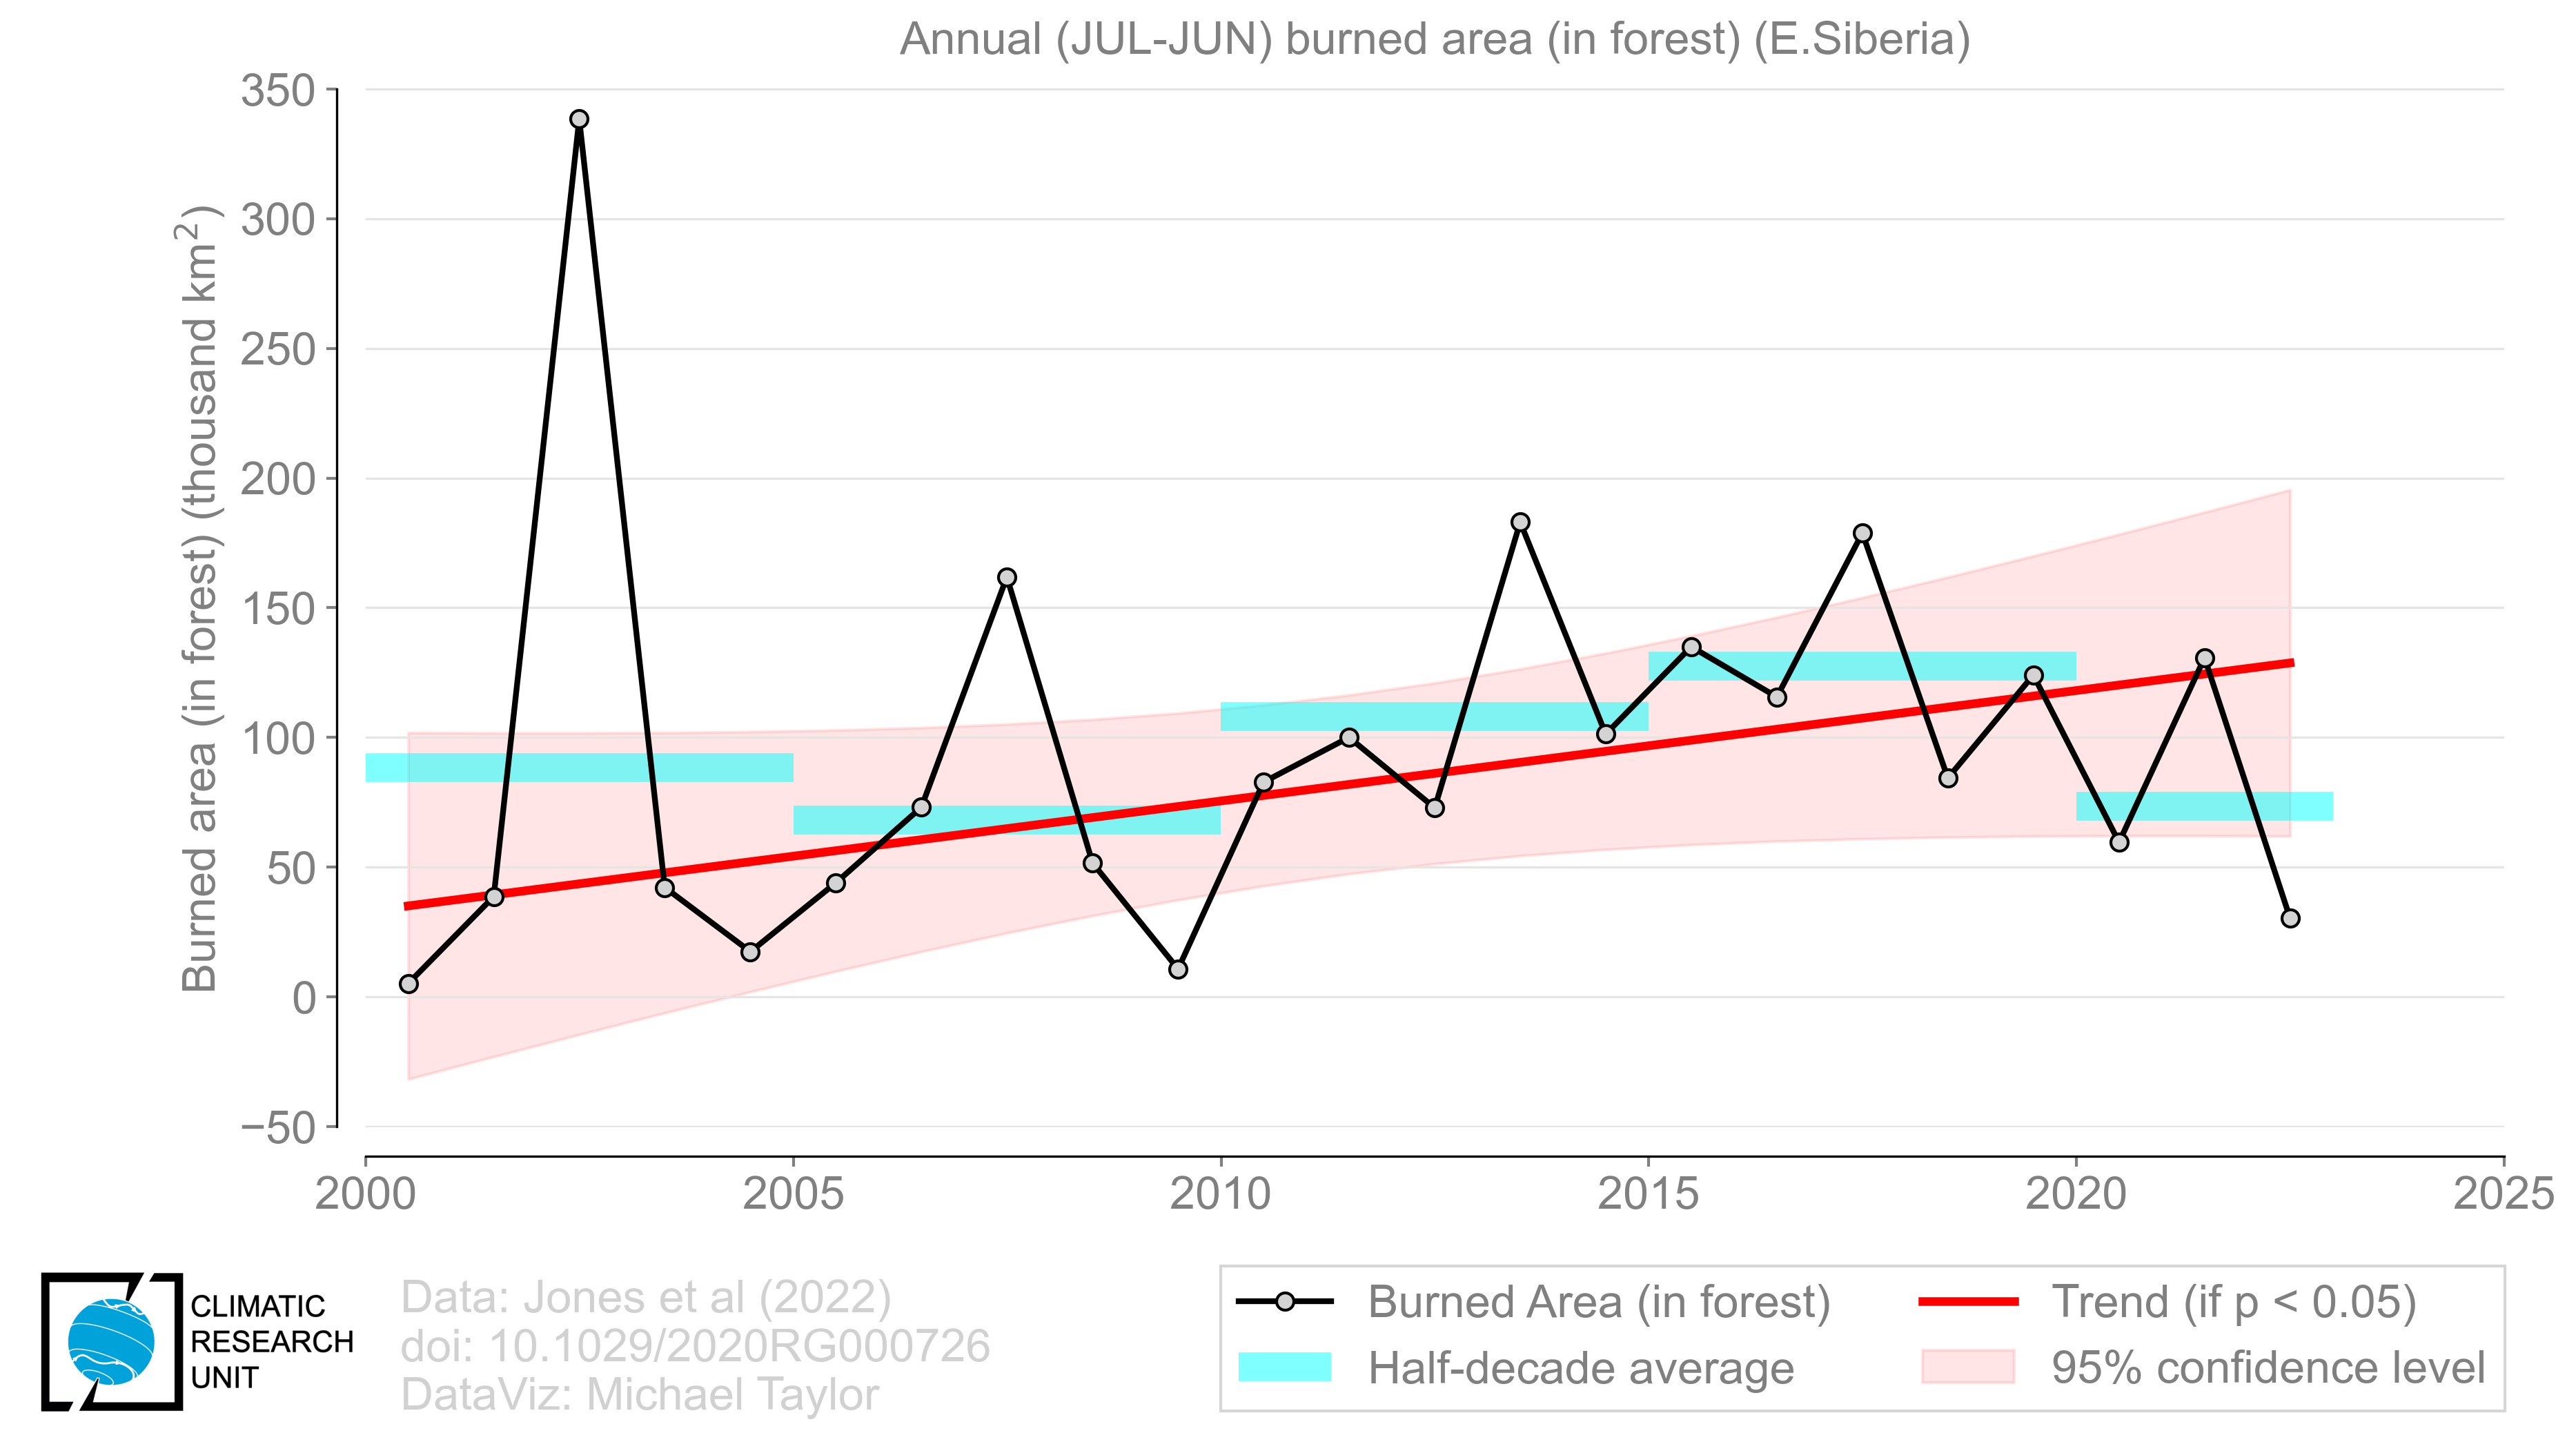 Annual (JUL-JUN) burned area (in forest) (E.Siberia)
Burned area (in forest) (thousand km²)
350
300
250
200
150
100
50
0
−50
2000
2005
2010
2015
2020
2025
CLIMATIC
RESEARCH
UNIT
Data: Jones et al (2022)
doi: 10.1029/2020RG000726
DataViz: Michael Taylor
Burned Area (in forest)
Half-decade average
Trend (if p < 0.05)
95% confidence level